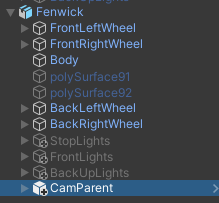 Fenwick
FrontLeftWheel
FrontRightWheel
Body
polySurface91
polySurface92
BackLeftWheel
BackRightWheel
StopLights
FrontLights
BackUpLights
CamParent